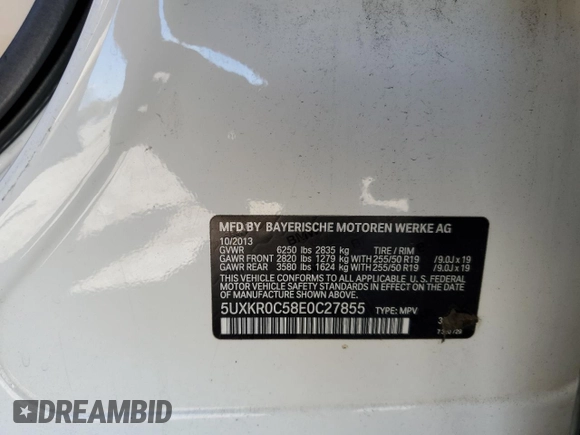 MFD BY BAYERISCHE MOTOREN WERKE AG
10/2013
GVWR 6250 lbs 2835 kg TIRE / RIM
GAWR FRONT 2820 lbs 1279 kg WITH 255/50 R19 /9.0J x 19
GAWR REAR 3580 lbs 1624 kg WITH 255/50 R19 /9.0J x 19
THIS VEHICLE CONFORMS TO ALL APPLICABLE U.S. FEDERAL
MOTOR VEHICLE SAFETY STANDARDS IN EFFECT ON THE DATE
OF MANUFACTURE SHOWN ABOVE.
5UXKR0C58E0C27855 TYPE: MPV
DREAMBID